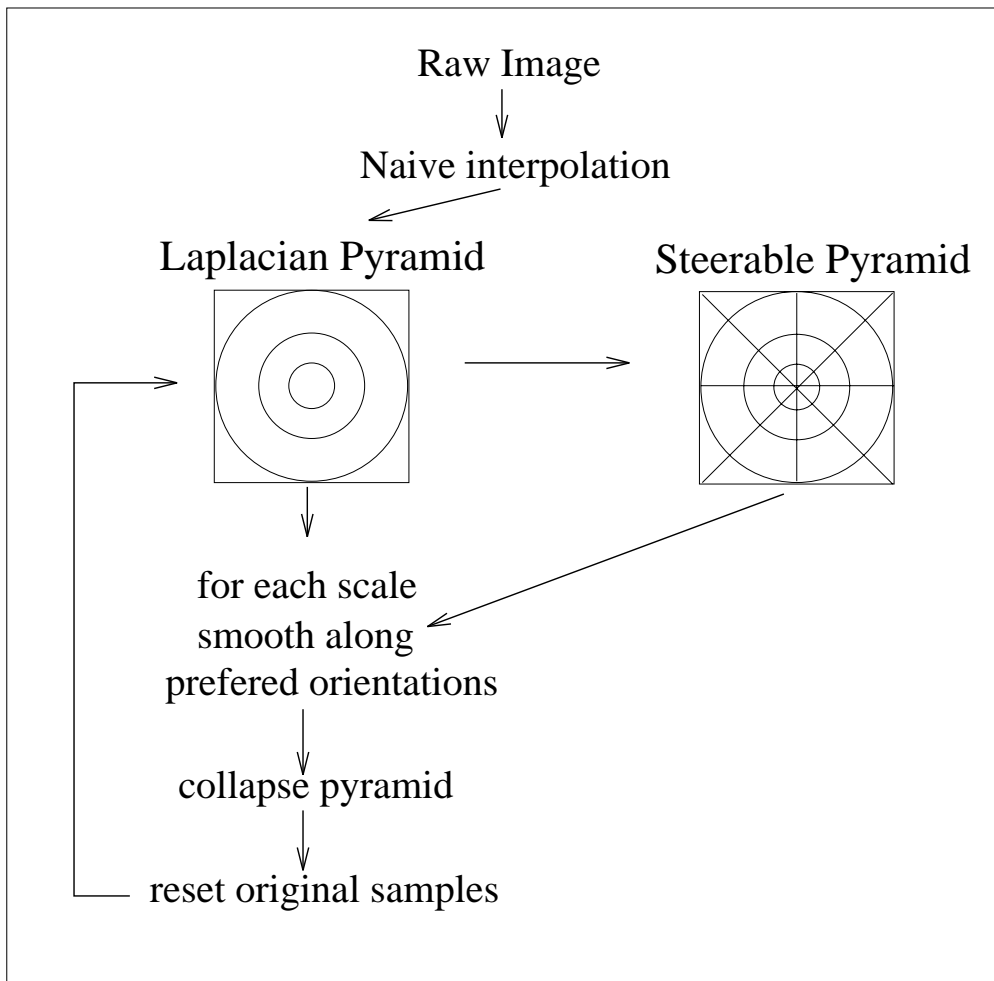 Raw Image
Naive interpolation
Laplacian Pyramid
Steerable Pyramid
for each scale
smooth along
prefered orientations
collapse pyramid
reset original samples